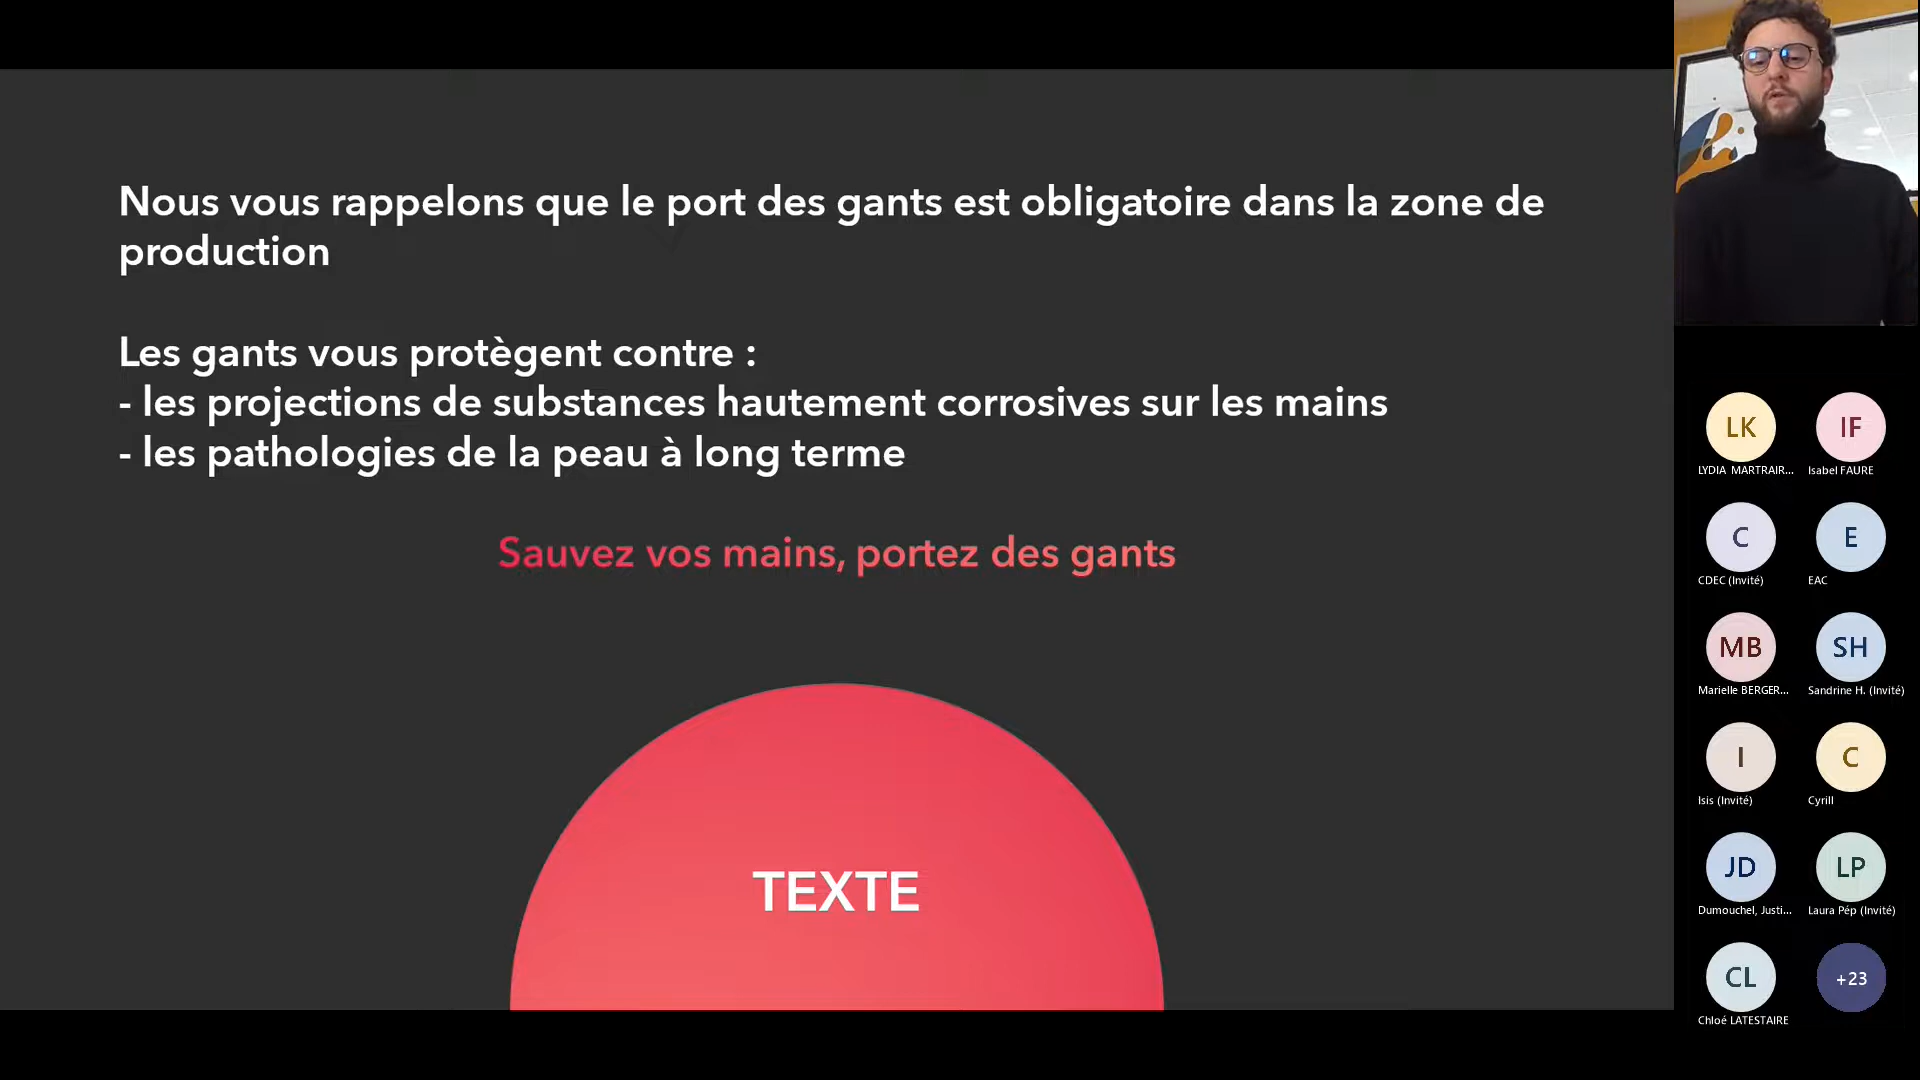 Nous vous rappelons que le port des gants est obligatoire dans la zone de
production
Les gants vous protègent contre :
- les projections de substances hautement corrosives sur les mains
- les pathologies de la peau à long terme
Sauvez vos mains, portez des gants
TEXTE
LK
LYDIA MARTRAIR...
IF
Isabel FAURE
C
CDEC (Invité)
E
EAC
MB
Marielle BERGER...
SH
Sandrine H. (Invité)
I
Isis (Invité)
C
Cyrill
JD
Dumouchel, Justi...
LP
Laura Pép (Invité)
CL
Chloé LATESTAIRE
+23